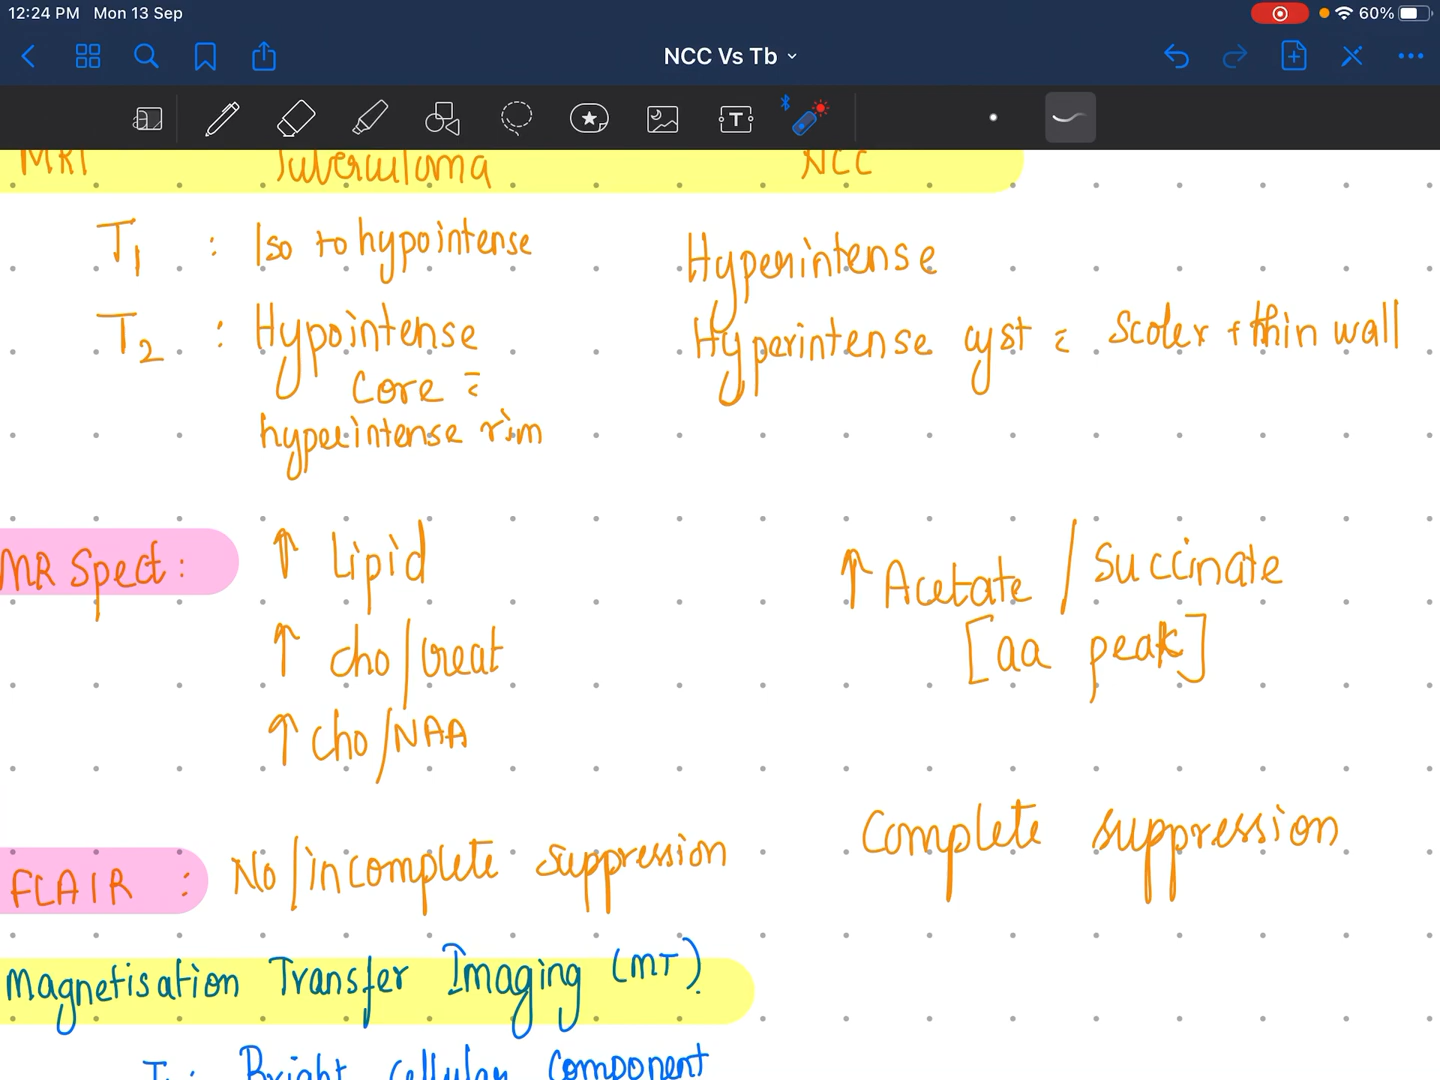 12:24 PM Mon 13 Sep 60%
NCC Vs Tb
T
MRI Tuberculoma NCC
T1 : Iso to hypointense Hyperintense
T2 : Hypointense Hyperintense cyst c̄ Scolex + thin wall
Core c̄
hyperintense rim
MR Spect: ↑ Lipid ↑ Acetate / Succinate
↑ cho/creat [aa peak]
↑ cho/NAA
FLAIR : No/incomplete suppression Complete suppression
Magnetisation Transfer Imaging (MT)
: Bright cellular component